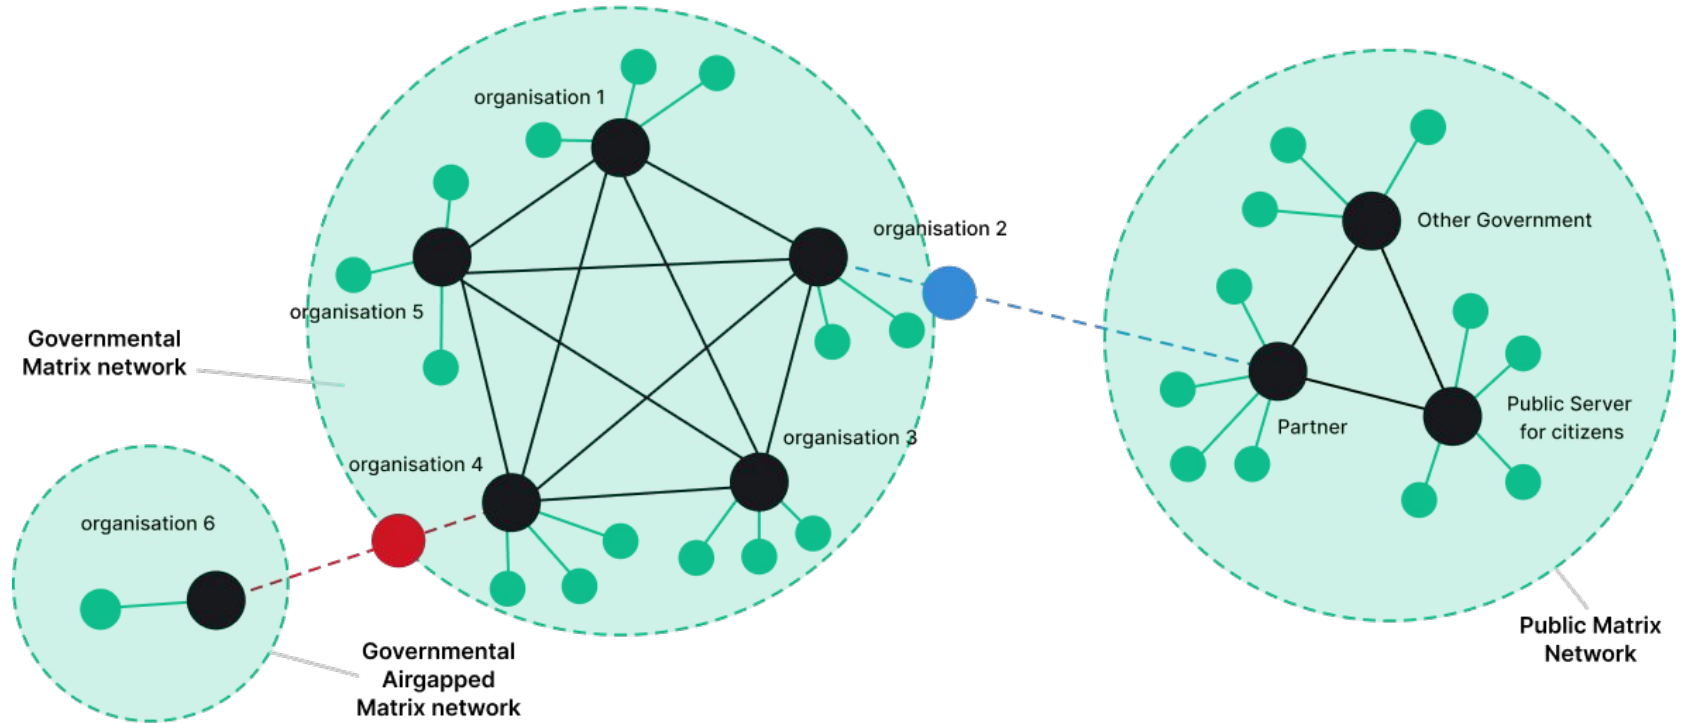 organisation 1
organisation 2
Other Government
organisation 5
Governmental
Matrix network
Public Server
for citizens
Partner
organisation 3
organisation 4
organisation 6
Public Matrix
Network
Governmental
Airgapped
Matrix network